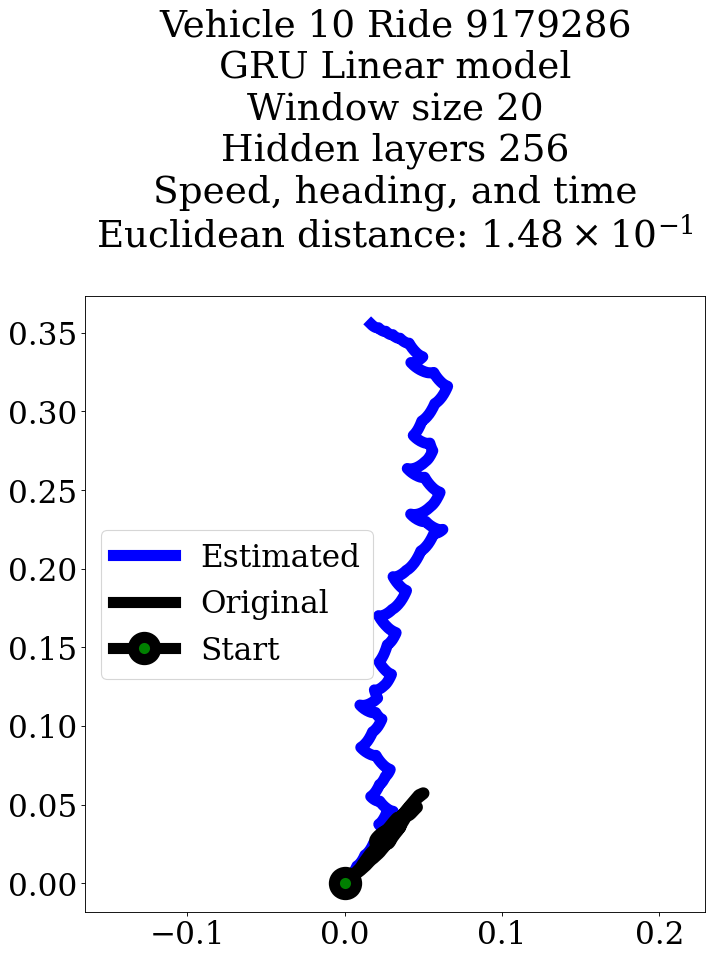 Vehicle 10 Ride 9179286
GRU Linear model
Window size 20
Hidden layers 256
Speed, heading, and time
Euclidean distance: 1.48 × 10⁻¹
0.35
0.30
0.25
0.20
0.15
0.10
0.05
0.00
Estimated
Original
Start
−0.1
0.0
0.1
0.2